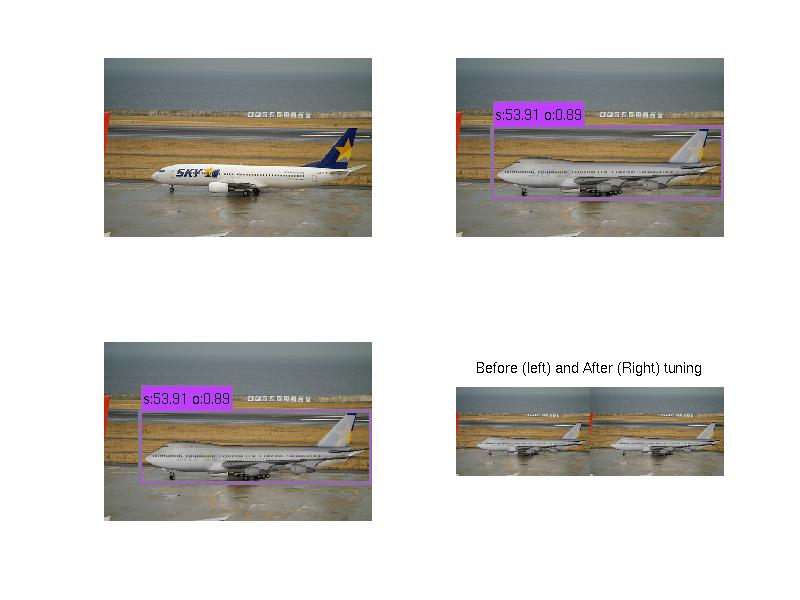 SKY
s:53.91 o:0.89
s:53.91 o:0.89
Before (left) and After (Right) tuning